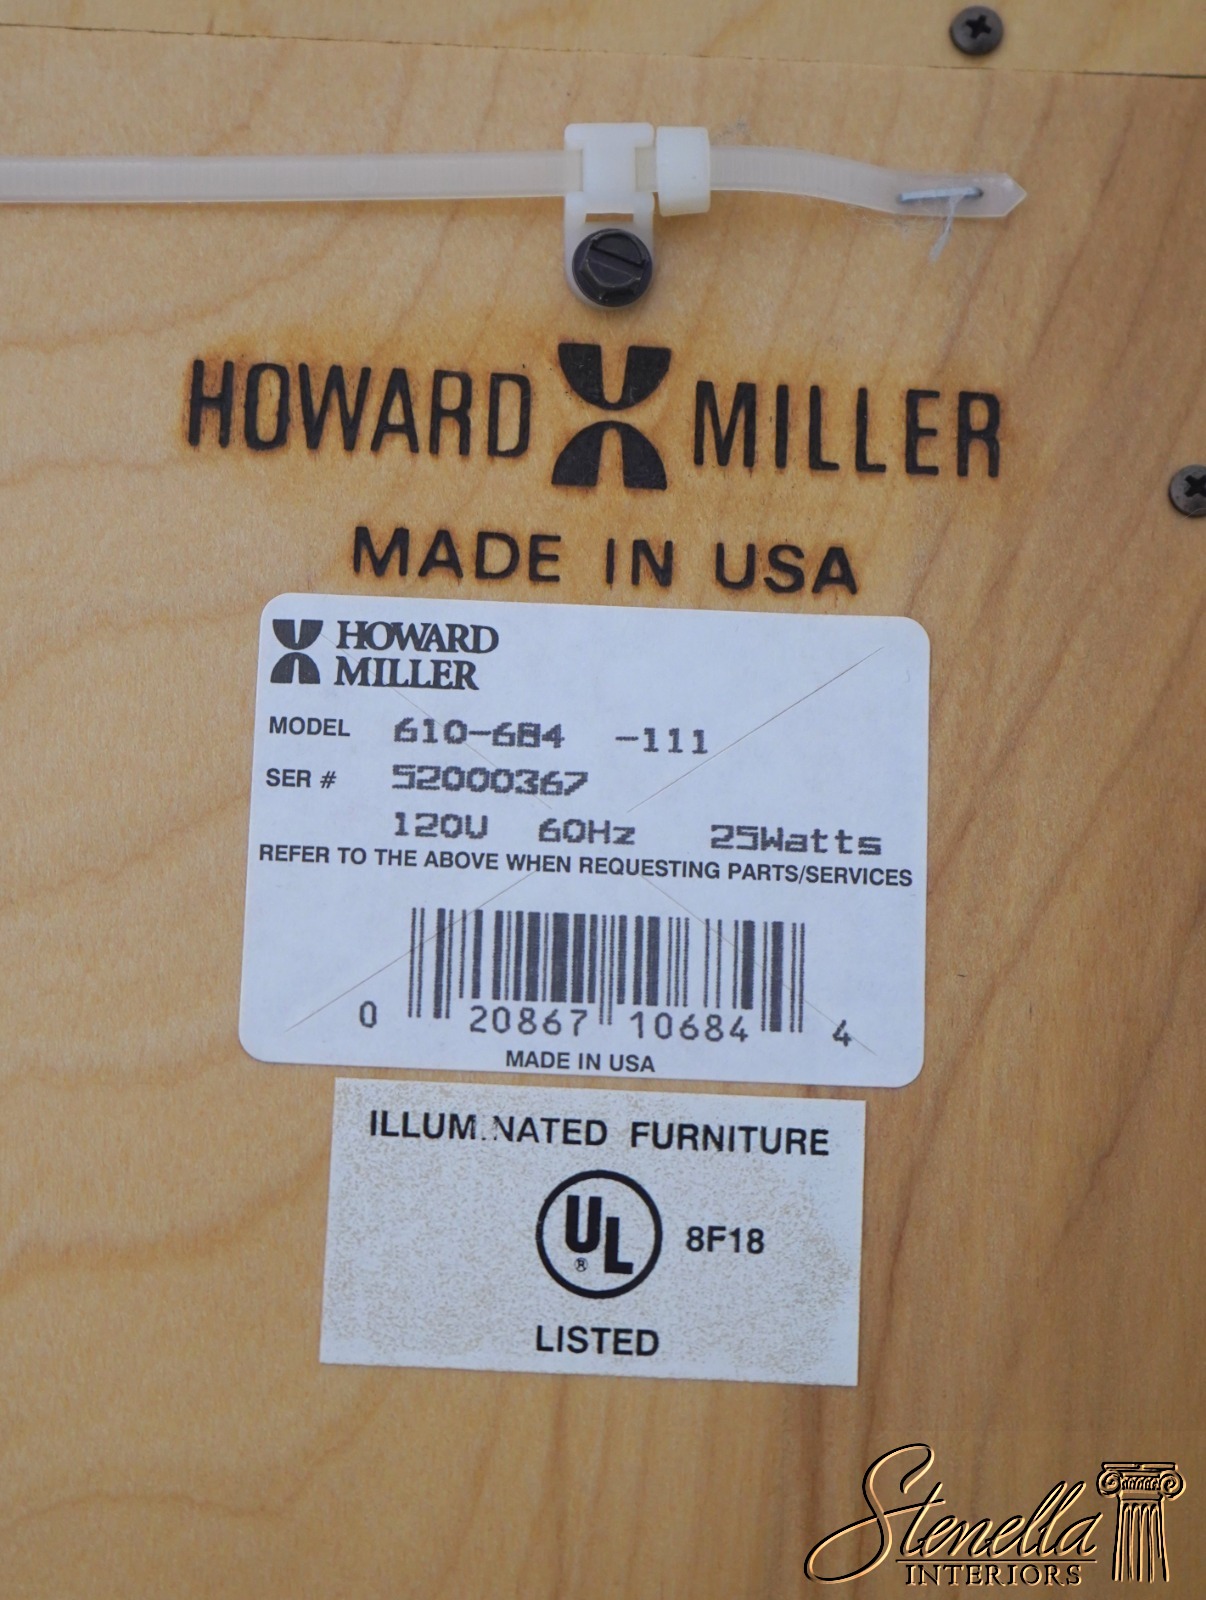 HOWARD MILLER
MADE IN USA
HOWARD
MILLER
MODEL 610-684 -111
SER # 52000367
120V 60Hz 25Watts
REFER TO THE ABOVE WHEN REQUESTING PARTS/SERVICES
0 20867 10684 4
MADE IN USA
ILLUM.NATED FURNITURE
UL ® 8F18
LISTED
Stenella
INTERIORS